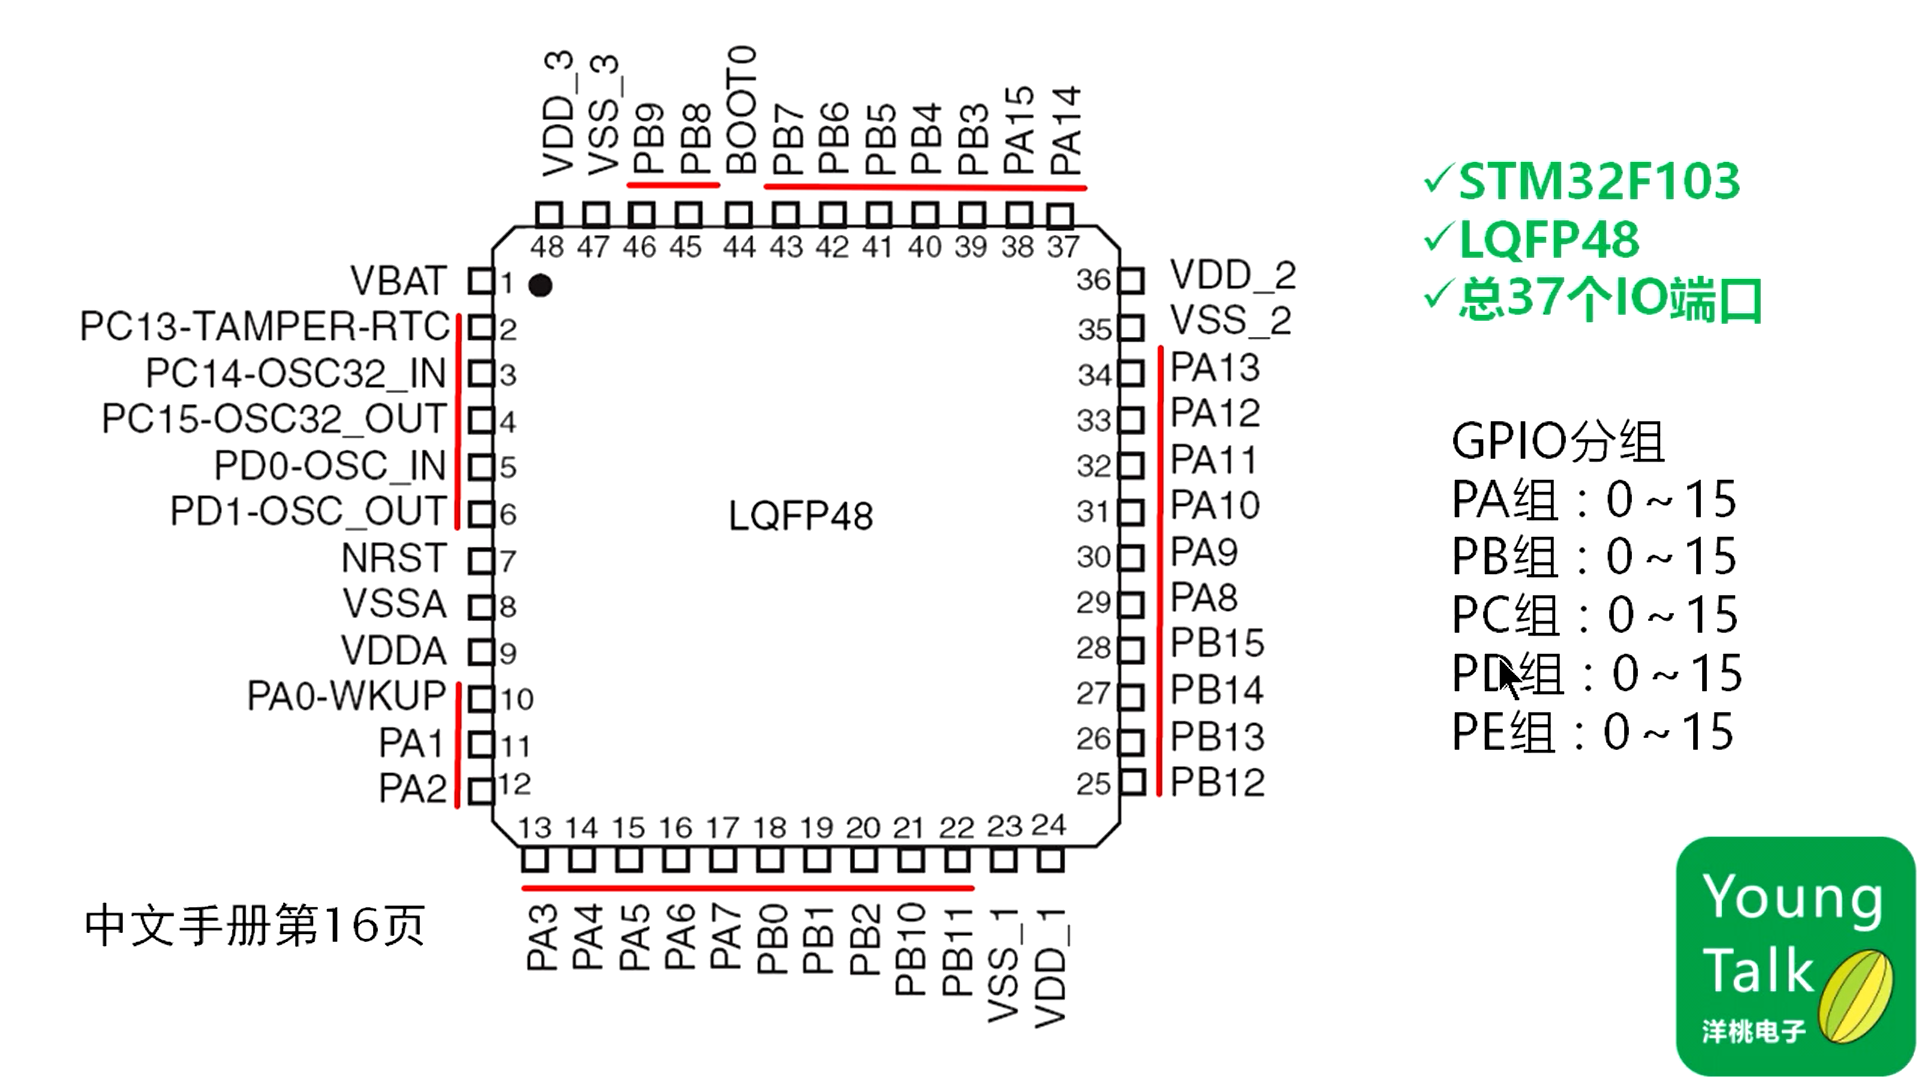 VDD_3
VSS_3
PB9
PB8
BOOT0
PB7
PB6
PB5
PB4
PB3
PA15
PA14
48 47 46 45 44 43 42 41 40 39 38 37
VBAT 1
PC13-TAMPER-RTC 2
PC14-OSC32_IN 3
PC15-OSC32_OUT 4
PD0-OSC_IN 5
PD1-OSC_OUT 6
NRST 7
VSSA 8
VDDA 9
PA0-WKUP 10
PA1 11
PA2 12
LQFP48
36 VDD_2
35 VSS_2
34 PA13
33 PA12
32 PA11
31 PA10
30 PA9
29 PA8
28 PB15
27 PB14
26 PB13
25 PB12
13 14 15 16 17 18 19 20 21 22 23 24
PA3
PA4
PA5
PA6
PA7
PB0
PB1
PB2
PB10
PB11
VSS_1
VDD_1
中文手册第16页
✓STM32F103
✓LQFP48
✓总37个IO端口
GPIO分组
PA组：0～15
PB组：0～15
PC组：0～15
PD组：0～15
PE组：0～15
Young
Talk
洋桃电子